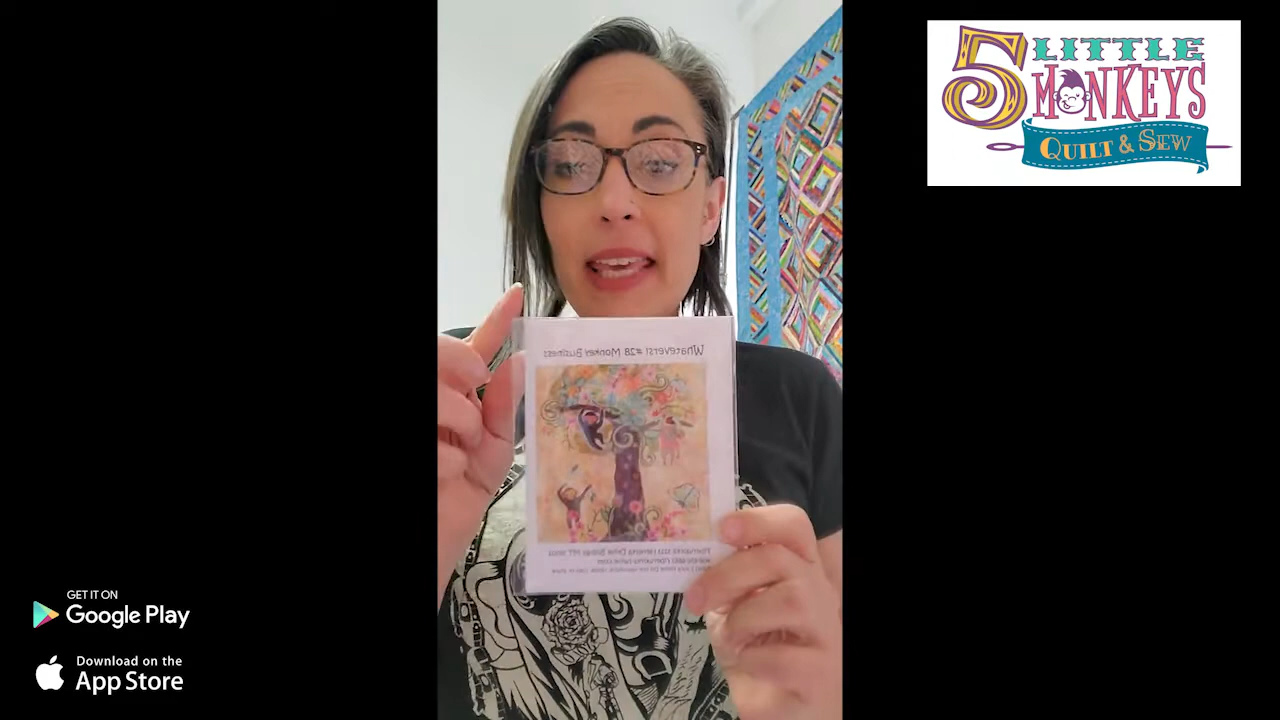 5 LITTLE
MONKEYS
QUILT & SEW
Whatevers! #28 Monkey Business
GET IT ON
Google Play
Download on the
App Store